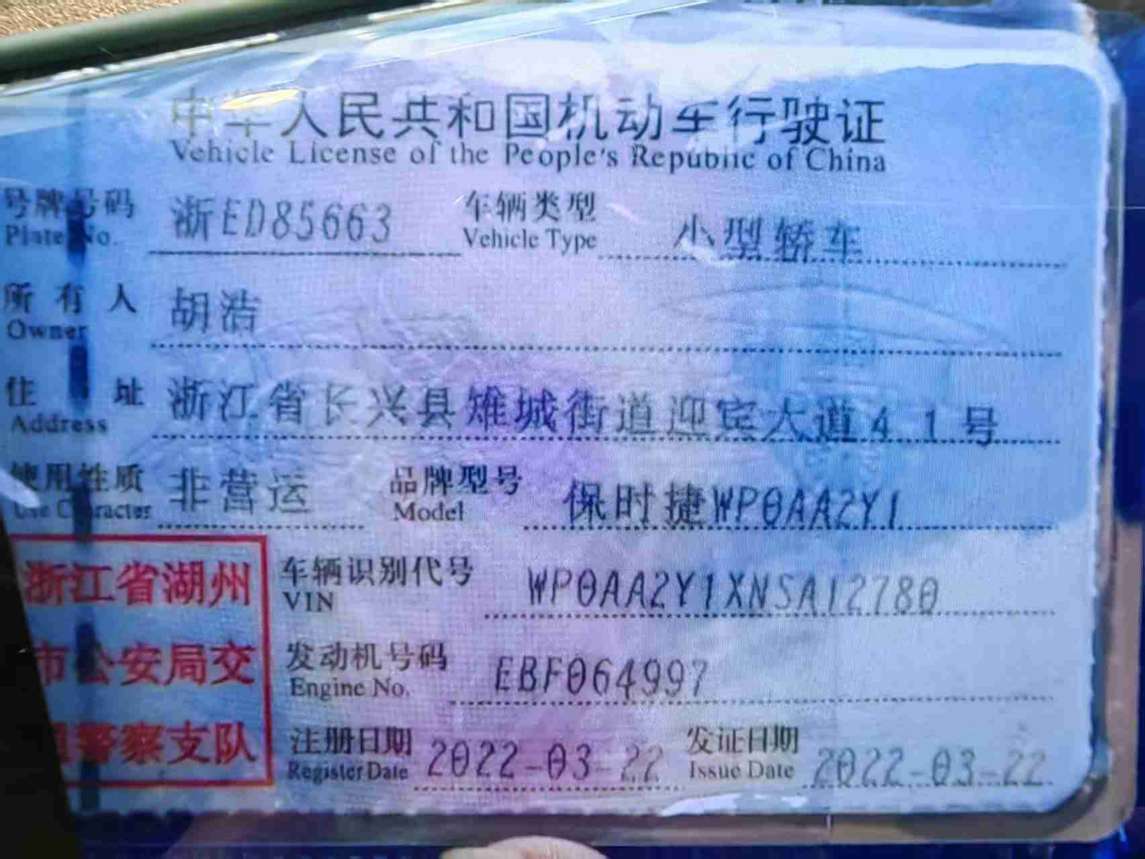 中华人民共和国机动车行驶证
Vehicle License of the People's Republic of China
号牌号码 浙ED85663 车辆类型 小型轿车
Plate No. Vehicle Type
所有人 胡浩
Owner
住 址 浙江省长兴县雉城街道迎宾大道41号
Address
使用性质 非营运 品牌型号 保时捷WP0AA2Y1
Use Character Model
浙江省湖州 车辆识别代号 WP0AA2Y1XNSA12780
VIN
市公安局交 发动机号码 EBF064997
Engine No.
警察支队 注册日期 2022-03-22 发证日期 2022-03-22
Register Date Issue Date